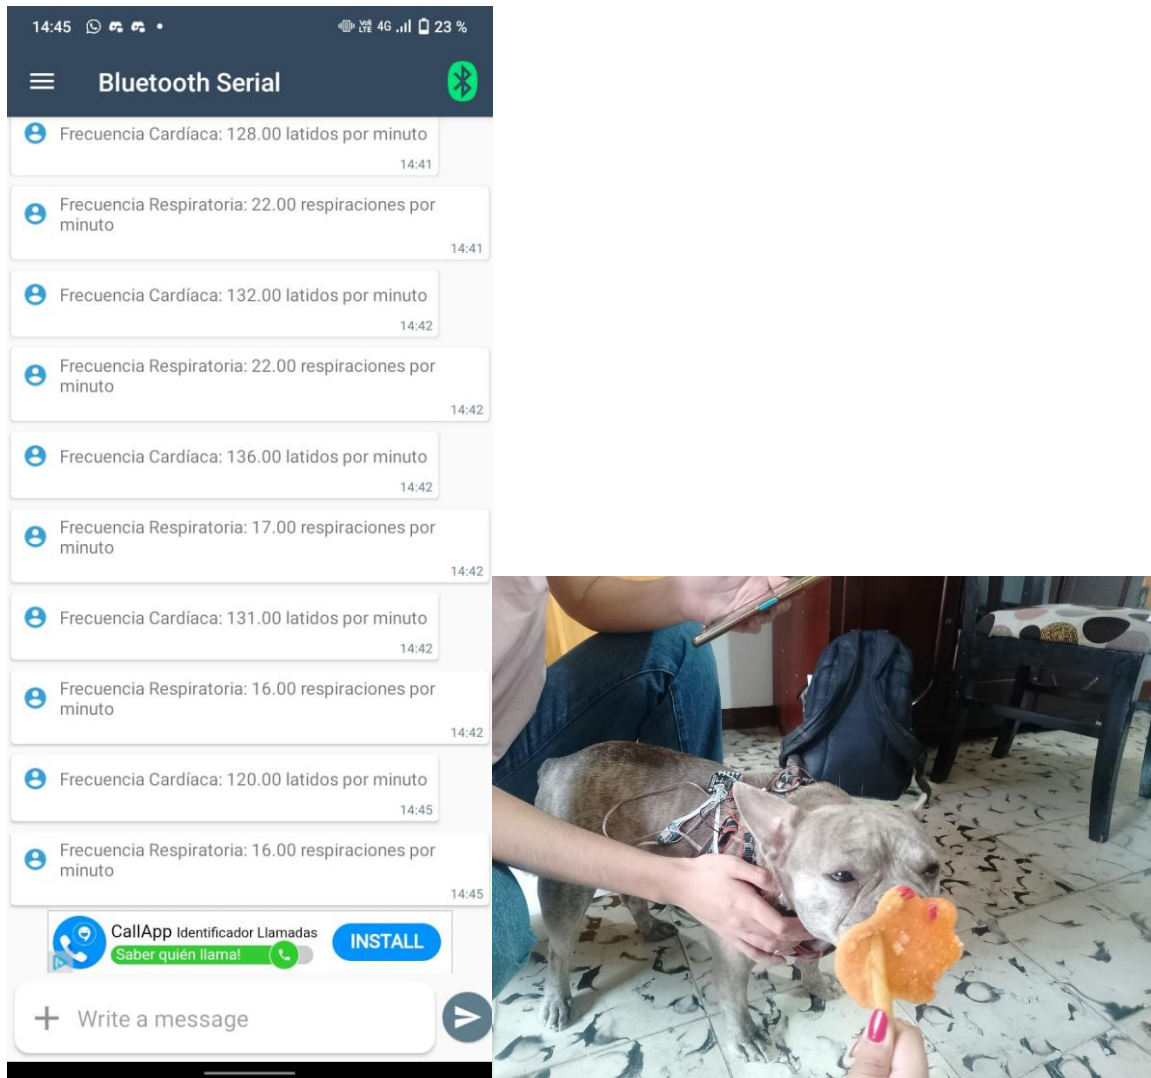 14:45
VoI LTE 4G 23 %
Bluetooth Serial
Frecuencia Cardíaca: 128.00 latidos por minuto
14:41
Frecuencia Respiratoria: 22.00 respiraciones por
minuto
14:41
Frecuencia Cardíaca: 132.00 latidos por minuto
14:42
Frecuencia Respiratoria: 22.00 respiraciones por
minuto
14:42
Frecuencia Cardíaca: 136.00 latidos por minuto
14:42
Frecuencia Respiratoria: 17.00 respiraciones por
minuto
14:42
Frecuencia Cardíaca: 131.00 latidos por minuto
14:42
Frecuencia Respiratoria: 16.00 respiraciones por
minuto
14:42
Frecuencia Cardíaca: 120.00 latidos por minuto
14:45
Frecuencia Respiratoria: 16.00 respiraciones por
minuto
14:45
CallApp Identificador Llamadas
Saber quién llama!
INSTALL
Write a message